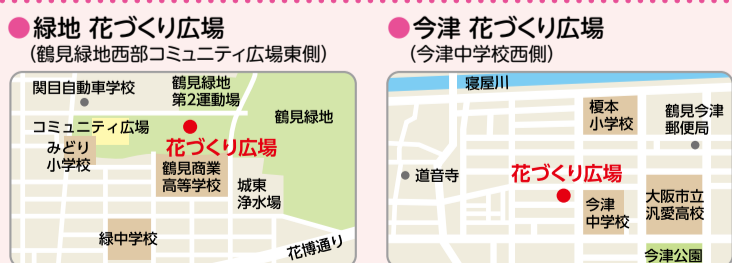 ●緑地 花づくり広場
（鶴見緑地西部コミュニティ広場東側）
関目自動車学校
鶴見緑地
第2運動場
鶴見緑地
コミュニティ広場
みどり
小学校
花づくり広場
鶴見商業
高等学校
城東
浄水場
緑中学校
花博通り
●今津 花づくり広場
（今津中学校西側）
寝屋川
榎本
小学校
鶴見今津
郵便局
道音寺
花づくり広場
今津
中学校
大阪市立
汎愛高校
今津公園